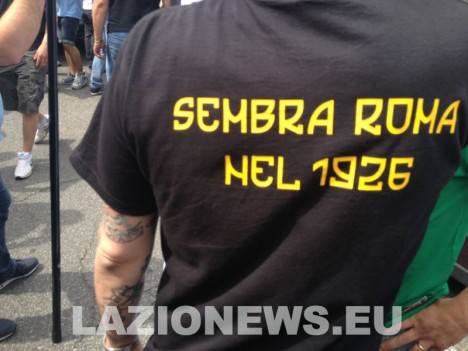 SEMBRA ROMA
NEL 1926
LAZIONEWS.EU